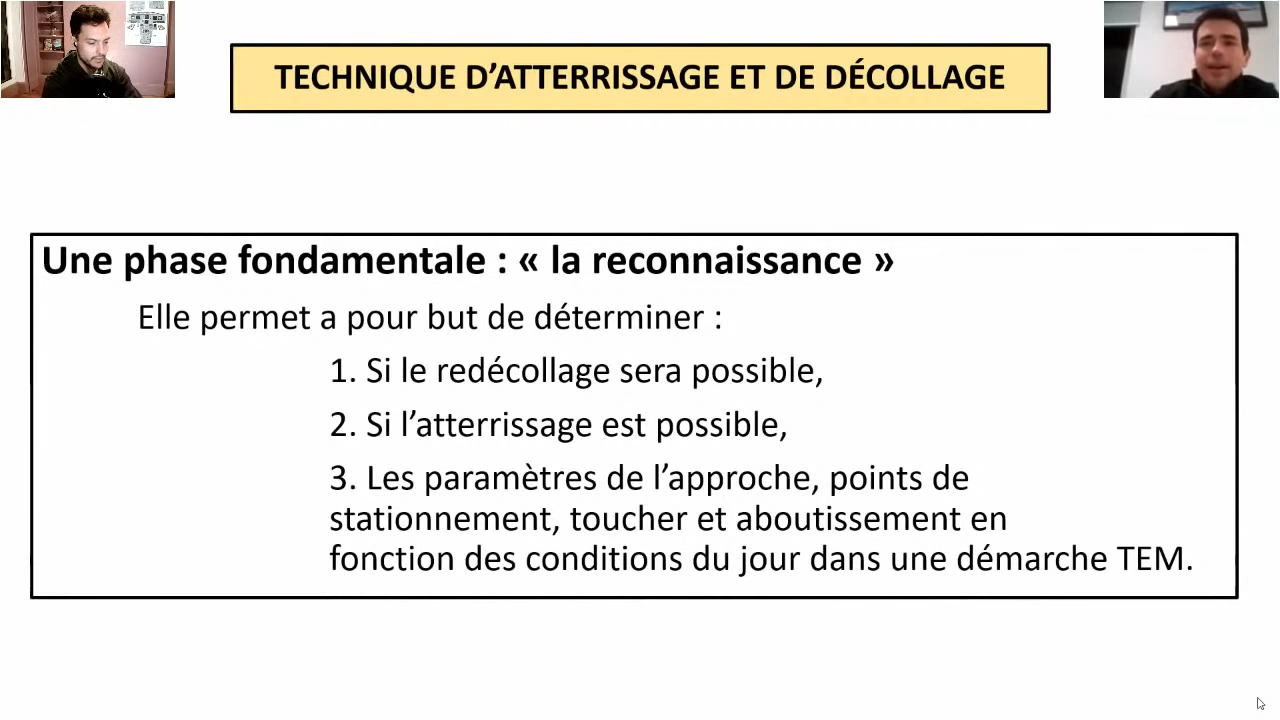 TECHNIQUE D’ATTERRISSAGE ET DE DÉCOLLAGE
Une phase fondamentale : « la reconnaissance »
Elle permet a pour but de déterminer :
1. Si le redécollage sera possible,
2. Si l’atterrissage est possible,
3. Les paramètres de l’approche, points de
stationnement, toucher et aboutissement en
fonction des conditions du jour dans une démarche TEM.